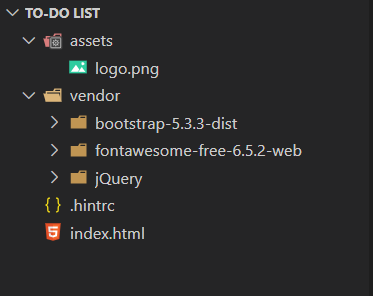 TO-DO LIST
assets
logo.png
vendor
bootstrap-5.3.3-dist
fontawesome-free-6.5.2-web
jQuery
.hintrc
index.html